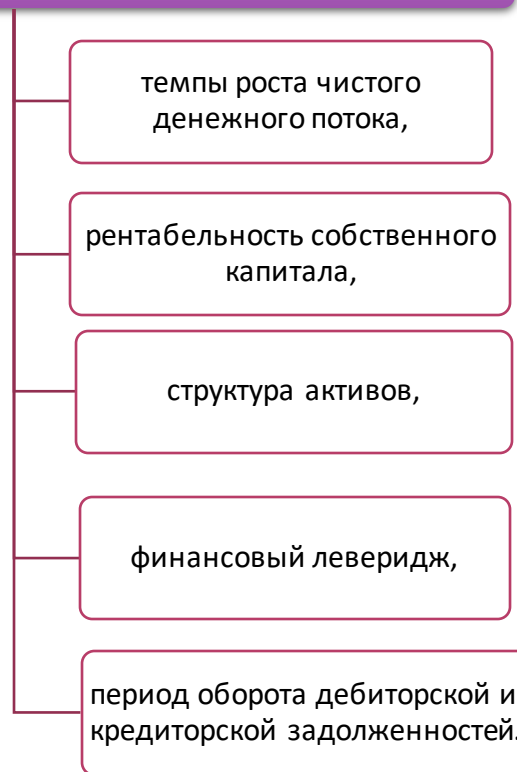 темпы роста чистого
денежного потока,
рентабельность собственного
капитала,
структура активов,
финансовый леверидж,
период оборота дебиторской и
кредиторской задолженностей.